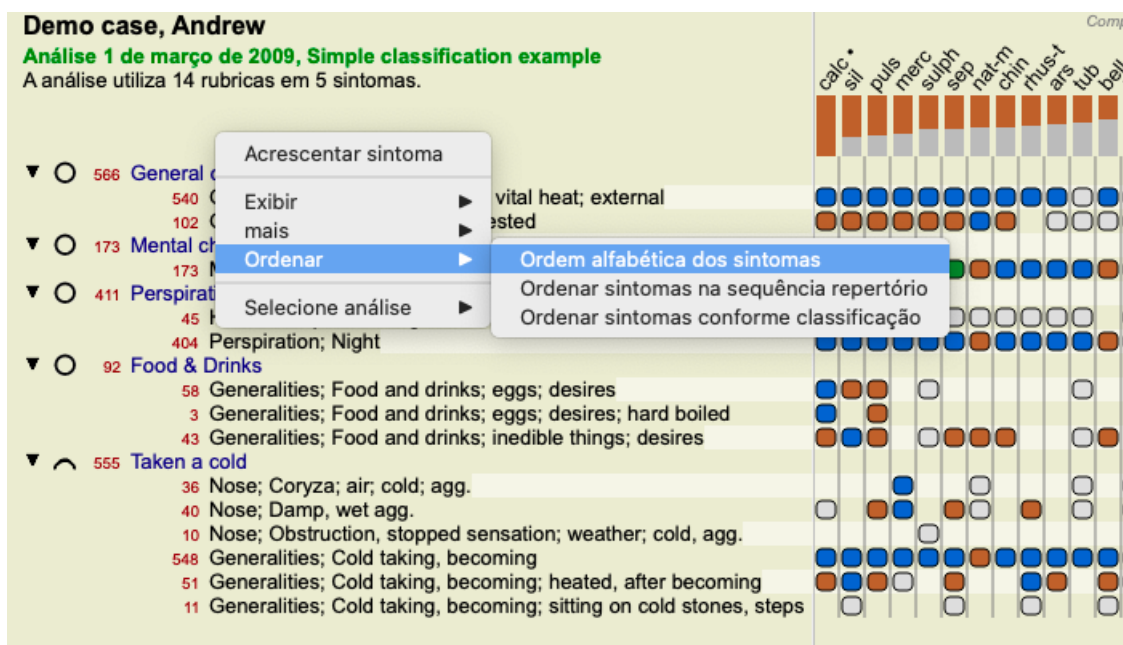 Demo case, Andrew
Comp
Análise 1 de março de 2009, Simple classification example
A análise utiliza 14 rubricas em 5 sintomas.
calc. sil puls merc sulph sep nat-m chin rhus-t ars tub bell
Acrescentar sintoma
566 General
Exibir
540 vital heat; external
mais
102 ested
173 Mental ch
Ordenar
Ordem alfabética dos sintomas
173
Ordenar sintomas na sequência repertório
411 Perspirat
Selecione análise
Ordenar sintomas conforme classificação
45
404 Perspiration; Night
92 Food & Drinks
58 Generalities; Food and drinks; eggs; desires
3 Generalities; Food and drinks; eggs; desires; hard boiled
43 Generalities; Food and drinks; inedible things; desires
555 Taken a cold
36 Nose; Coryza; air; cold; agg.
40 Nose; Damp, wet agg.
10 Nose; Obstruction, stopped sensation; weather; cold, agg.
548 Generalities; Cold taking, becoming
51 Generalities; Cold taking, becoming; heated, after becoming
11 Generalities; Cold taking, becoming; sitting on cold stones, steps